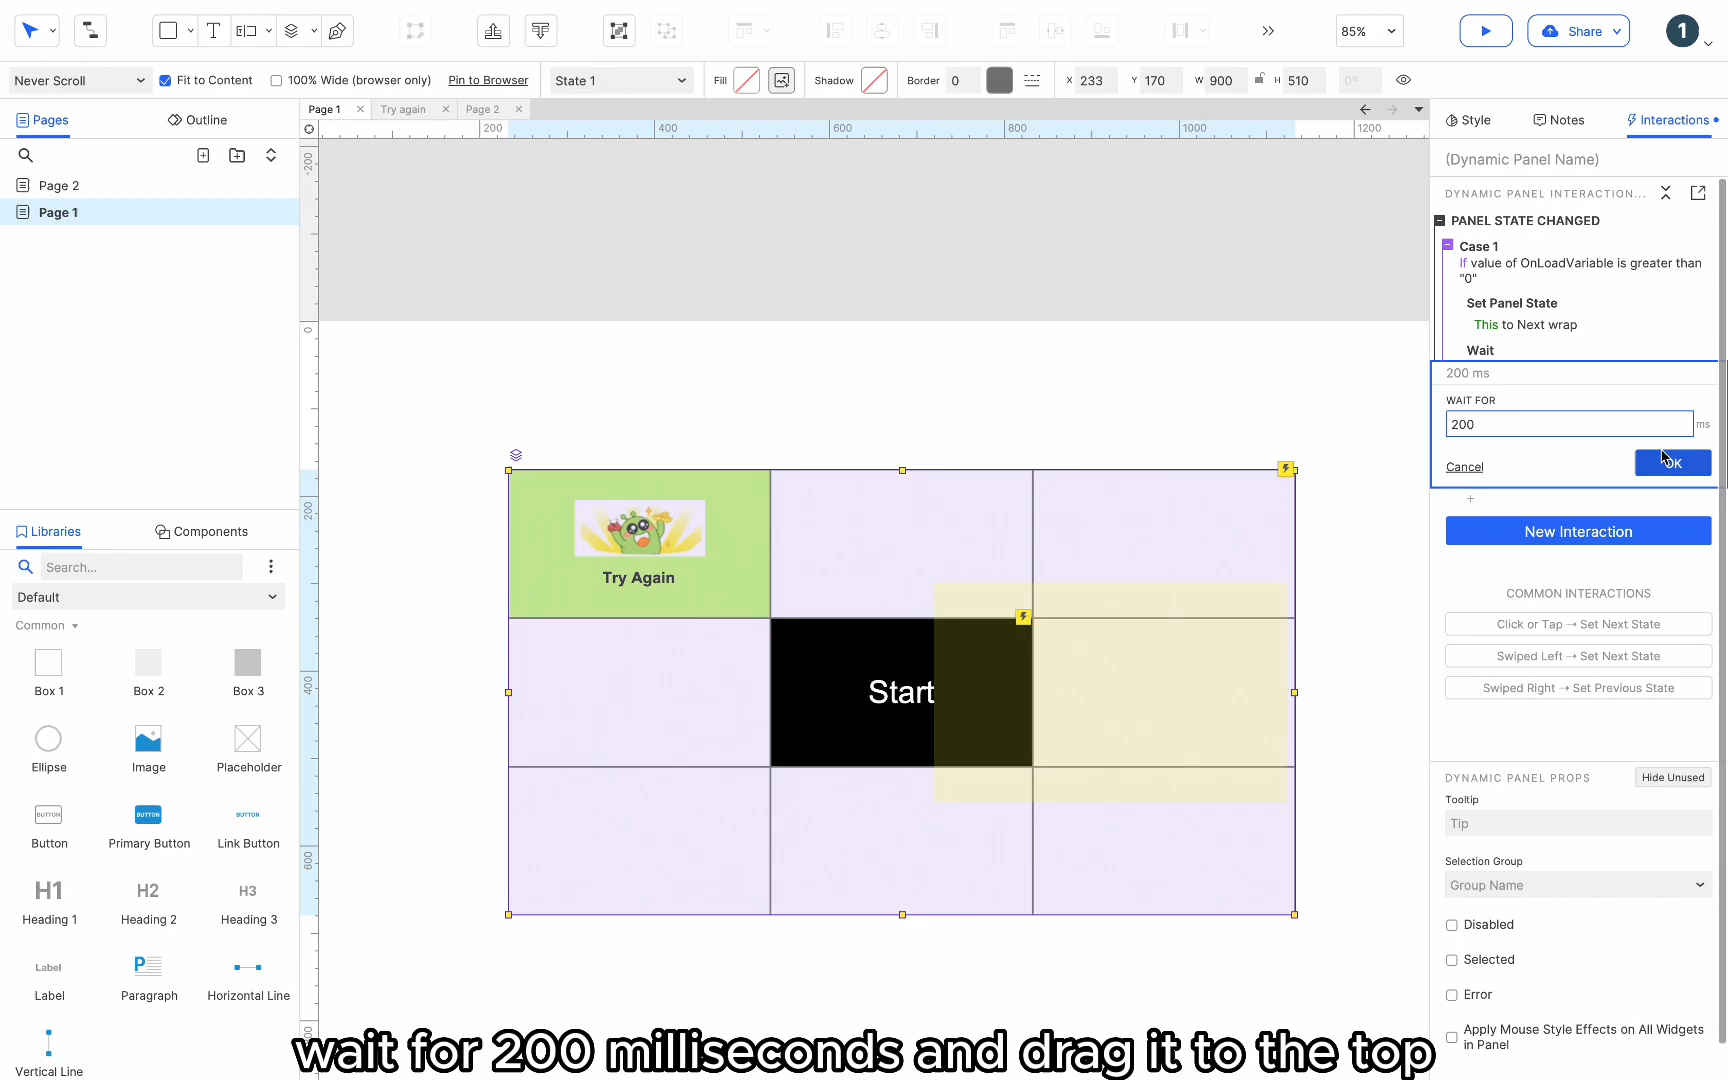 85%
Share
1
Never Scroll
Fit to Content
100% Wide (browser only)
Pin to Browser
State 1
Fill
Shadow
Border
0
X
233
Y
170
W
900
H
510
0°
Pages
Outline
Page 1
Try again
Page 2
200
400
600
800
1000
1200
Style
Notes
Interactions
Page 2
Page 1
(Dynamic Panel Name)
DYNAMIC PANEL INTERACTION...
PANEL STATE CHANGED
Case 1
If value of OnLoadVariable is greater than
"0"
Set Panel State
This to Next wrap
Wait
200 ms
WAIT FOR
200
ms
Cancel
OK
New Interaction
COMMON INTERACTIONS
Click or Tap → Set Next State
Swiped Left → Set Next State
Swiped Right → Set Previous State
DYNAMIC PANEL PROPS
Hide Unused
Tooltip
Tip
Selection Group
Group Name
Disabled
Selected
Error
Apply Mouse Style Effects on All Widgets
in Panel
-200
0
200
400
600
Try Again
Start
Libraries
Components
Search...
Default
Common
Box 1
Box 2
Box 3
Ellipse
Image
Placeholder
BUTTON
BUTTON
BUTTON
Button
Primary Button
Link Button
H1
H2
H3
Heading 1
Heading 2
Heading 3
Label
P
Label
Paragraph
Horizontal Line
Vertical Line
wait for 200 milliseconds and drag it to the top